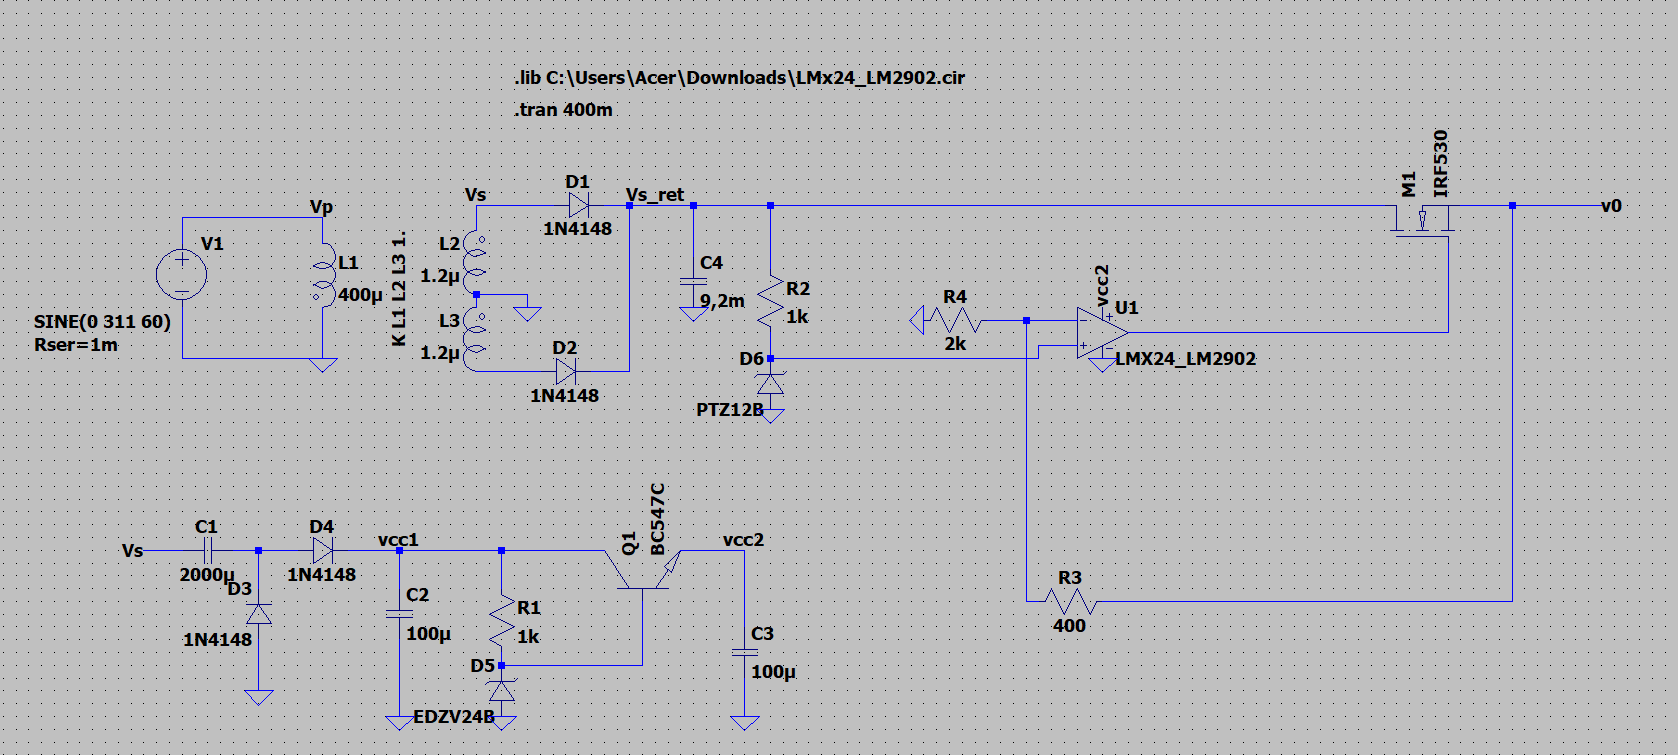 .lib C:\Users\Acer\Downloads\LMx24_LM2902.cir
.tran 400m
M1
IRF530
Vs
D1
Vs_ret
1N4148
Vp
v0
V1
L1
400µ
K L1 L2 L3 1.
L2
1.2µ
C4
9,2m
R2
1k
vcc2
R4
2k
U1
SINE(0 311 60)
Rser=1m
L3
1.2µ
D2
1N4148
D6
LMX24_LM2902
PTZ12B
C1
D4
vcc1
Q1
BC547C
vcc2
Vs
2000µ
1N4148
D3
1N4148
C2
100µ
R1
1k
R3
400
C3
100µ
D5
EDZV24B